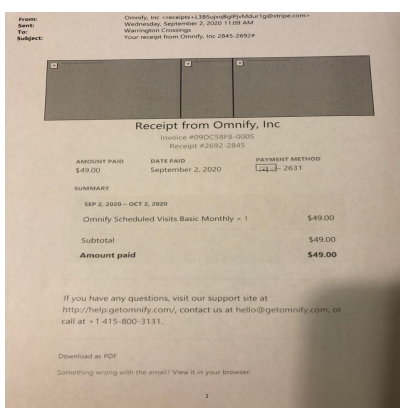 From: Omnify, Inc <receipts+L385ujxqBglPjvMdur1g@stripe.com>
Sent: Wednesday, September 2, 2020 11:09 AM
To: Warrington Crossings
Subject: Your receipt from Omnify, Inc 2845-2692#
Receipt from Omnify, Inc
Invoice #09DC58F8-0005
Receipt #2692-2845
AMOUNT PAID DATE PAID PAYMENT METHOD
$49.00 September 2, 2020 - 2631
SUMMARY
SEP 2, 2020 – OCT 2, 2020
Omnify Scheduled Visits Basic Monthly × 1 $49.00
Subtotal $49.00
Amount paid $49.00
If you have any questions, visit our support site at
http://help.getomnify.com/, contact us at hello@getomnify.com, or
call at +1 415-800-3131.
Download as PDF
Something wrong with the email? View it in your browser.
1